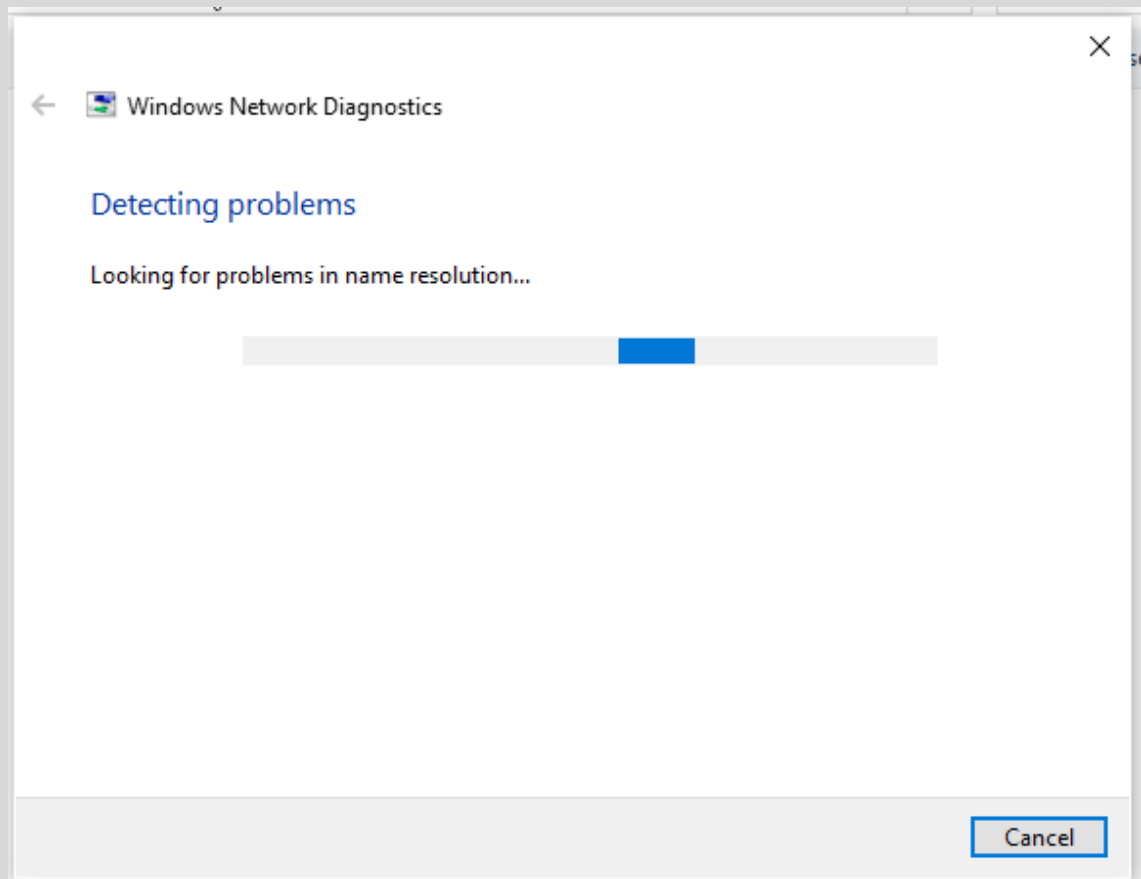 Windows Network Diagnostics
Detecting problems
Looking for problems in name resolution...
Cancel